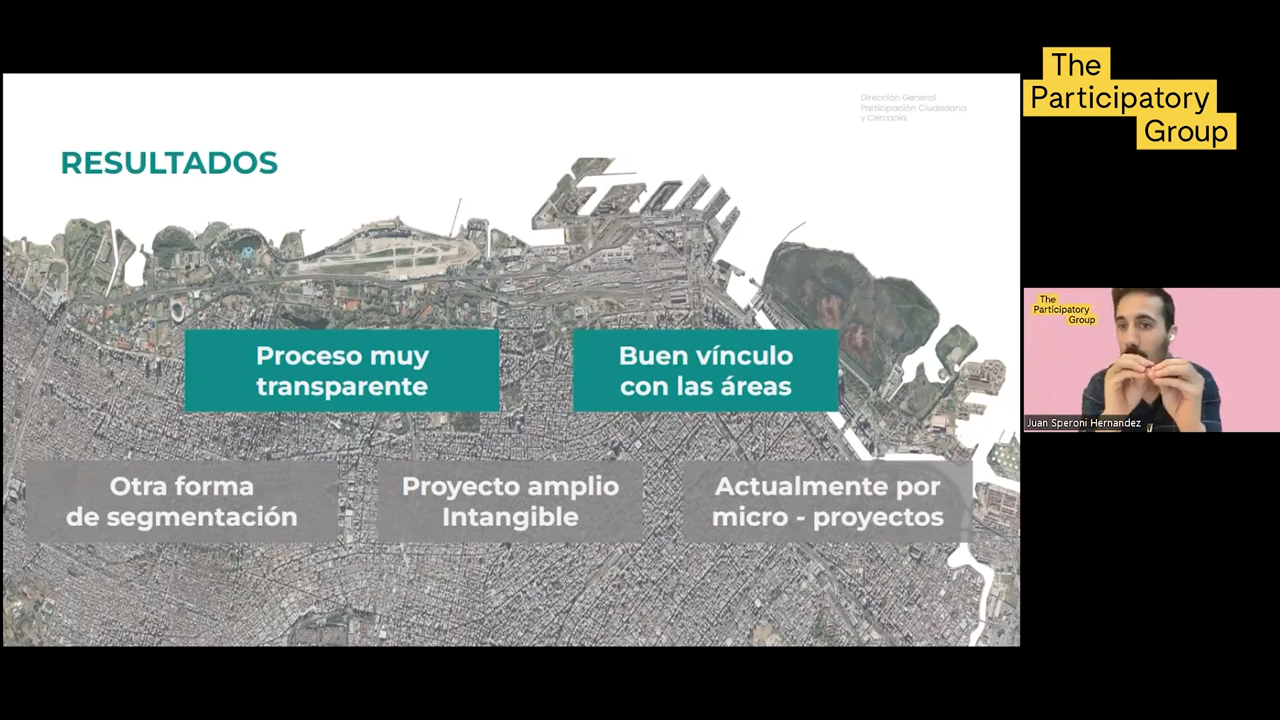 Dirección General
Participación Ciudadana
y Cercanía.
RESULTADOS
Proceso muy
transparente
Buen vínculo
con las áreas
Otra forma
de segmentación
Proyecto amplio
Intangible
Actualmente por
micro - proyectos
The
Participatory
Group
The
Participatory
Group
Juan Speroni Hernandez